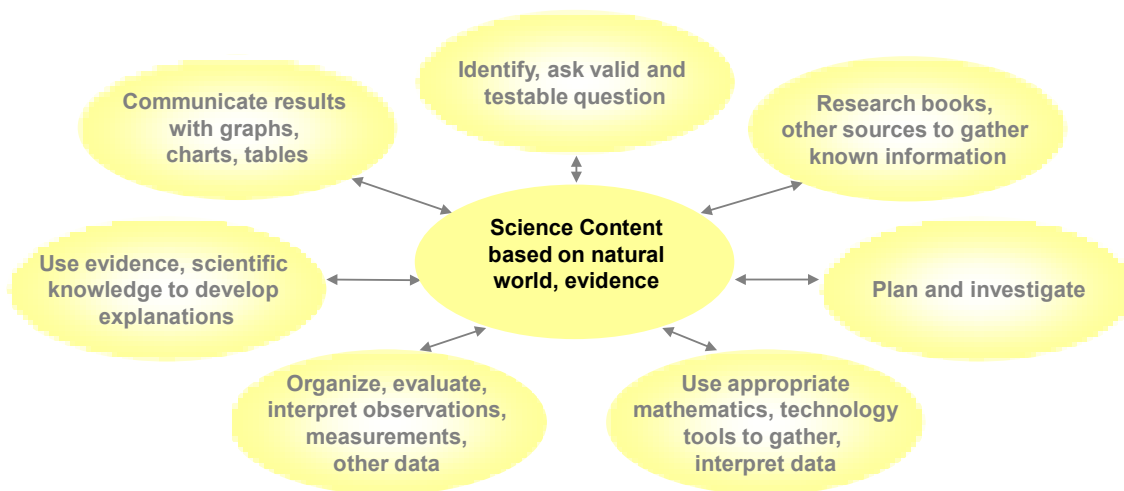 Identify, ask valid and
testable question
Research books,
other sources to gather
known information
Plan and investigate
Use appropriate
mathematics, technology
tools to gather,
interpret data
Organize, evaluate,
interpret observations,
measurements,
other data
Use evidence, scientific
knowledge to develop
explanations
Communicate results
with graphs,
charts, tables
Science Content
based on natural
world, evidence